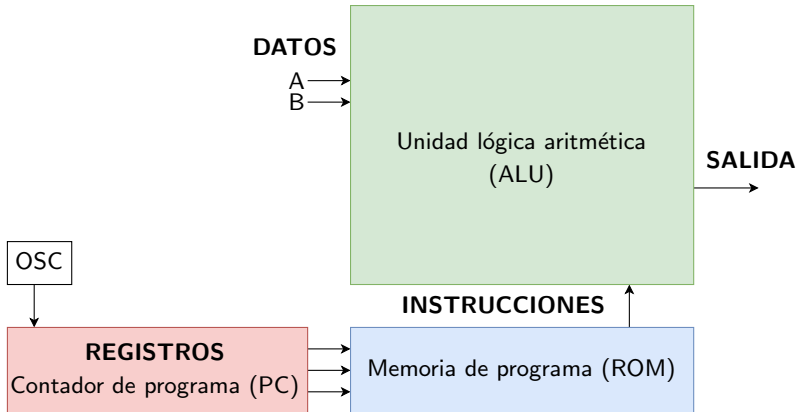 DATOS
A
B
Unidad lógica aritmética
(ALU)
SALIDA
OSC
INSTRUCCIONES
REGISTROS
Contador de programa (PC)
Memoria de programa (ROM)